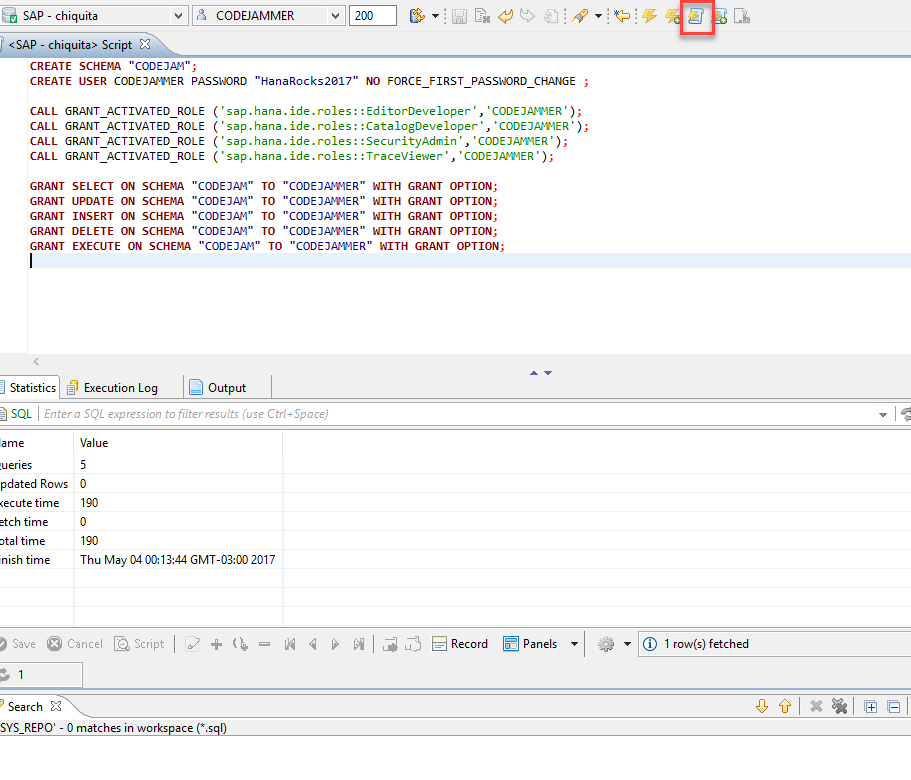 SAP - chiquita CODEJAMMER 200
<SAP - chiquita> Script
CREATE SCHEMA "CODEJAM";
CREATE USER CODEJAMMER PASSWORD "HanaRocks2017" NO FORCE_FIRST_PASSWORD_CHANGE ;
CALL GRANT_ACTIVATED_ROLE ('sap.hana.ide.roles::EditorDeveloper','CODEJAMMER');
CALL GRANT_ACTIVATED_ROLE ('sap.hana.ide.roles::CatalogDeveloper','CODEJAMMER');
CALL GRANT_ACTIVATED_ROLE ('sap.hana.ide.roles::SecurityAdmin','CODEJAMMER');
CALL GRANT_ACTIVATED_ROLE ('sap.hana.ide.roles::TraceViewer','CODEJAMMER');
GRANT SELECT ON SCHEMA "CODEJAM" TO "CODEJAMMER" WITH GRANT OPTION;
GRANT UPDATE ON SCHEMA "CODEJAM" TO "CODEJAMMER" WITH GRANT OPTION;
GRANT INSERT ON SCHEMA "CODEJAM" TO "CODEJAMMER" WITH GRANT OPTION;
GRANT DELETE ON SCHEMA "CODEJAM" TO "CODEJAMMER" WITH GRANT OPTION;
GRANT EXECUTE ON SCHEMA "CODEJAM" TO "CODEJAMMER" WITH GRANT OPTION;
Statistics Execution Log Output
SQL Enter a SQL expression to filter results (use Ctrl+Space)
ame Value
ueries 5
pdated Rows 0
xecute time 190
etch time 0
otal time 190
inish time Thu May 04 00:13:44 GMT-03:00 2017
Save Cancel Script Record Panels 1 row(s) fetched
1
Search
SYS_REPO' - 0 matches in workspace (*.sql)